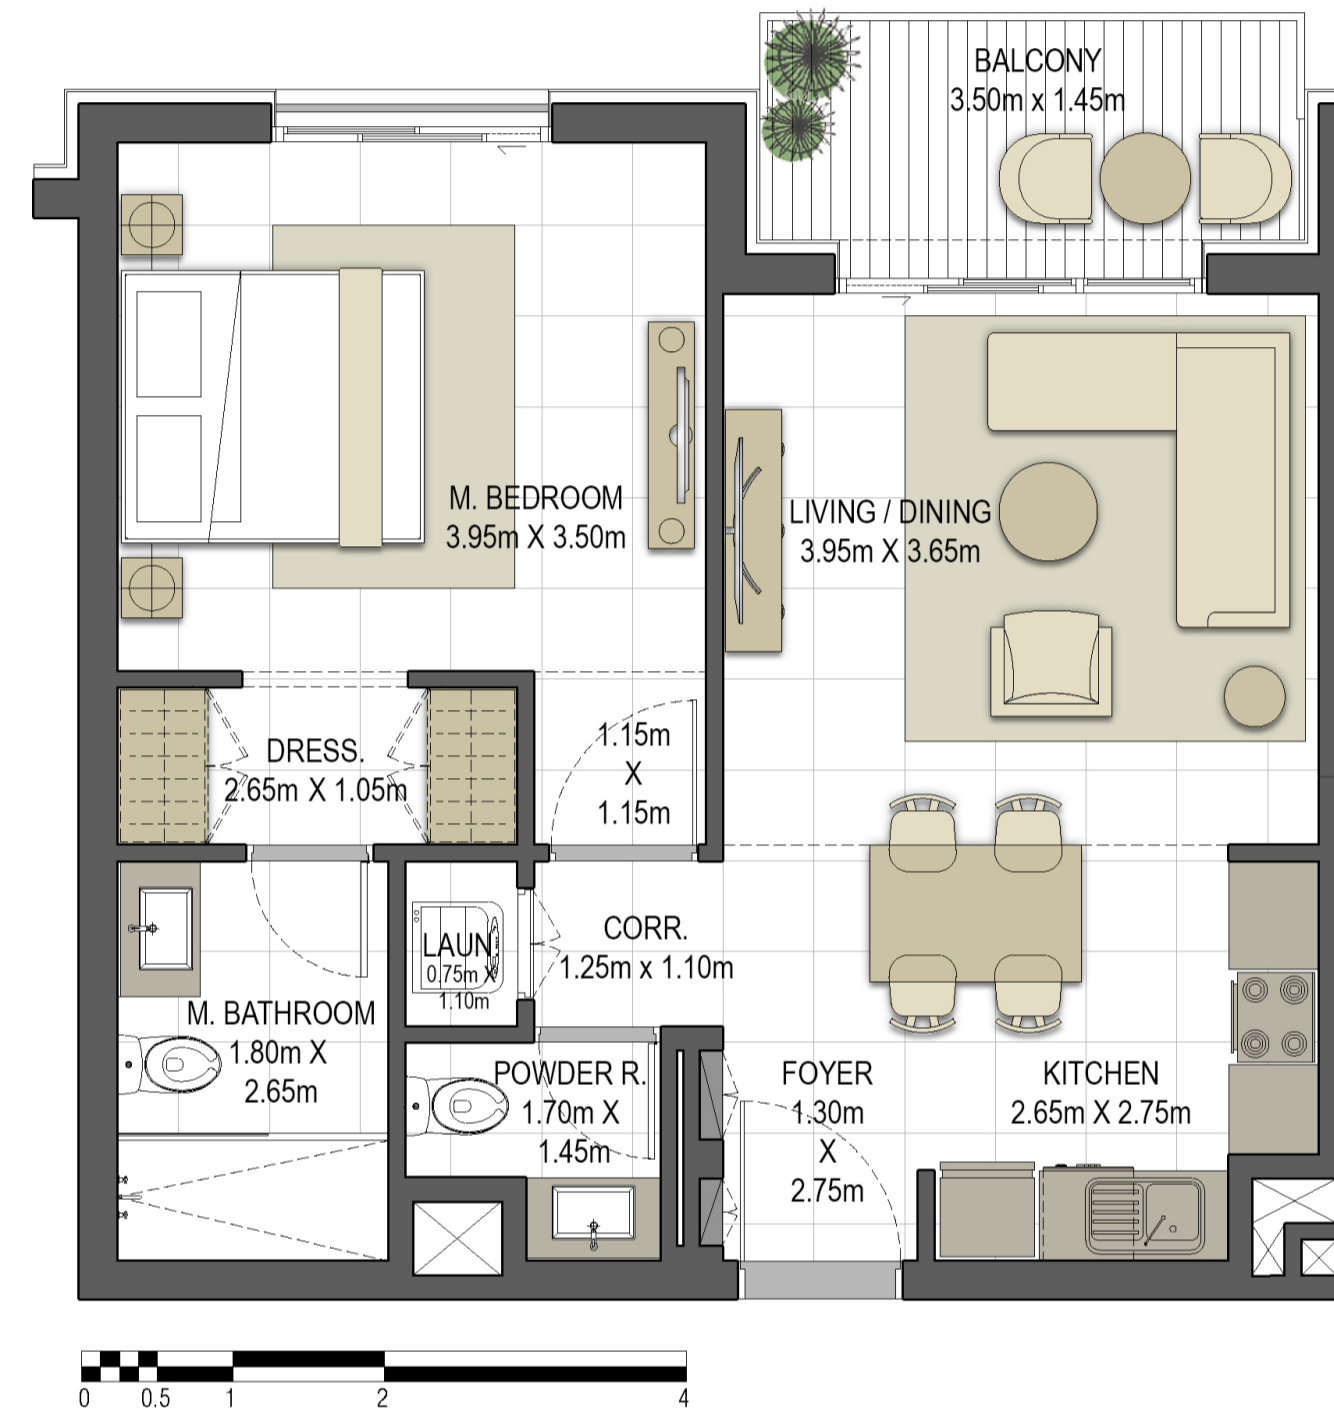 BALCONY
3.50m x 1.45m
M. BEDROOM
3.95m X 3.50m
LIVING / DINING
3.95m X 3.65m
DRESS.
2.65m X 1.05m
1.15m
X
1.15m
LAUN.
0.75m X
1.10m
CORR.
1.25m x 1.10m
M. BATHROOM
1.80m X
2.65m
POWDER R.
1.70m X
1.45m
FOYER
1.30m
X
2.75m
KITCHEN
2.65m X 2.75m
0 0.5 1 2 4